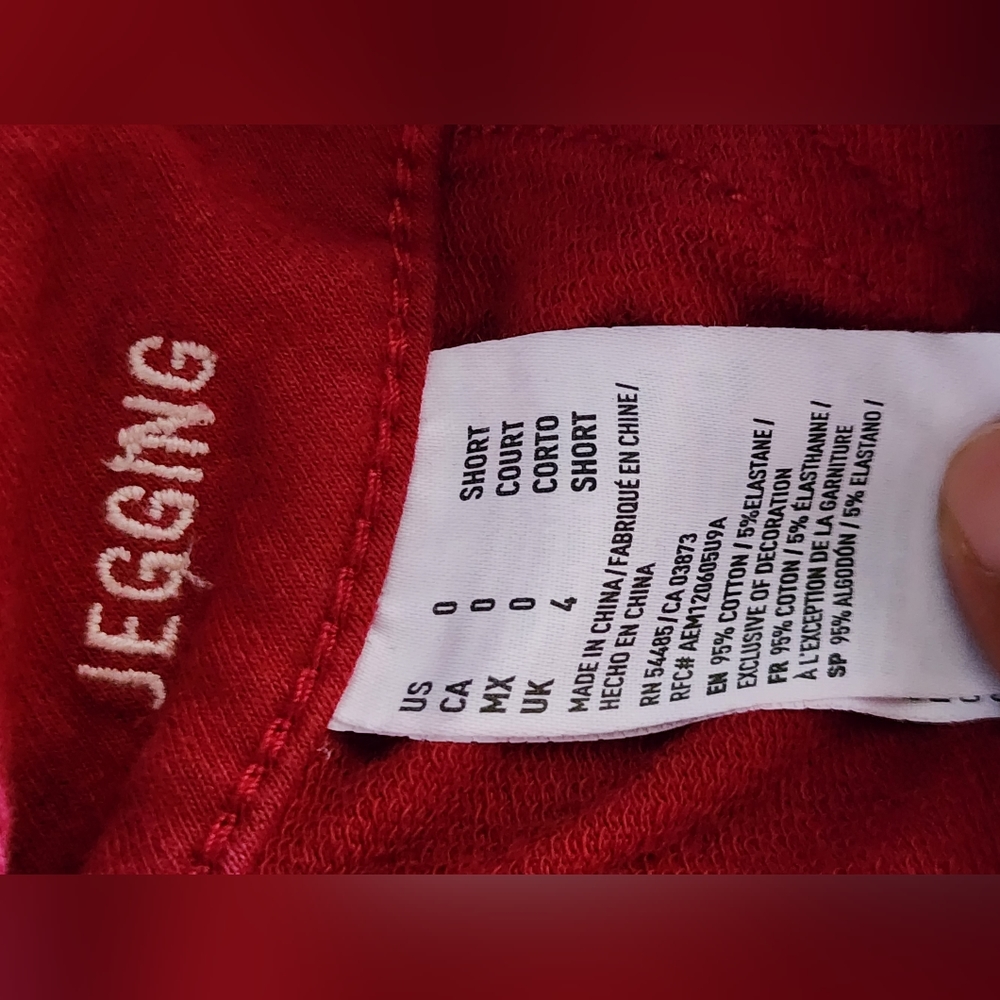 JEGGING
US 0 SHORT
CA 0 COURT
MX 0 CORTO
UK 4 SHORT
MADE IN CHINA / FABRIQUÉ EN CHINE /
HECHO EN CHINA
RN 54485 / CA 03873
RFC# AEM120605U9A
EN 95% COTTON / 5%ELASTANE /
EXCLUSIVE OF DECORATION
FR 95% COTON / 5% ÉLASTHANNE /
À L'EXCEPTION DE LA GARNITURE
SP 95% ALGODÓN / 5% ELASTANO /